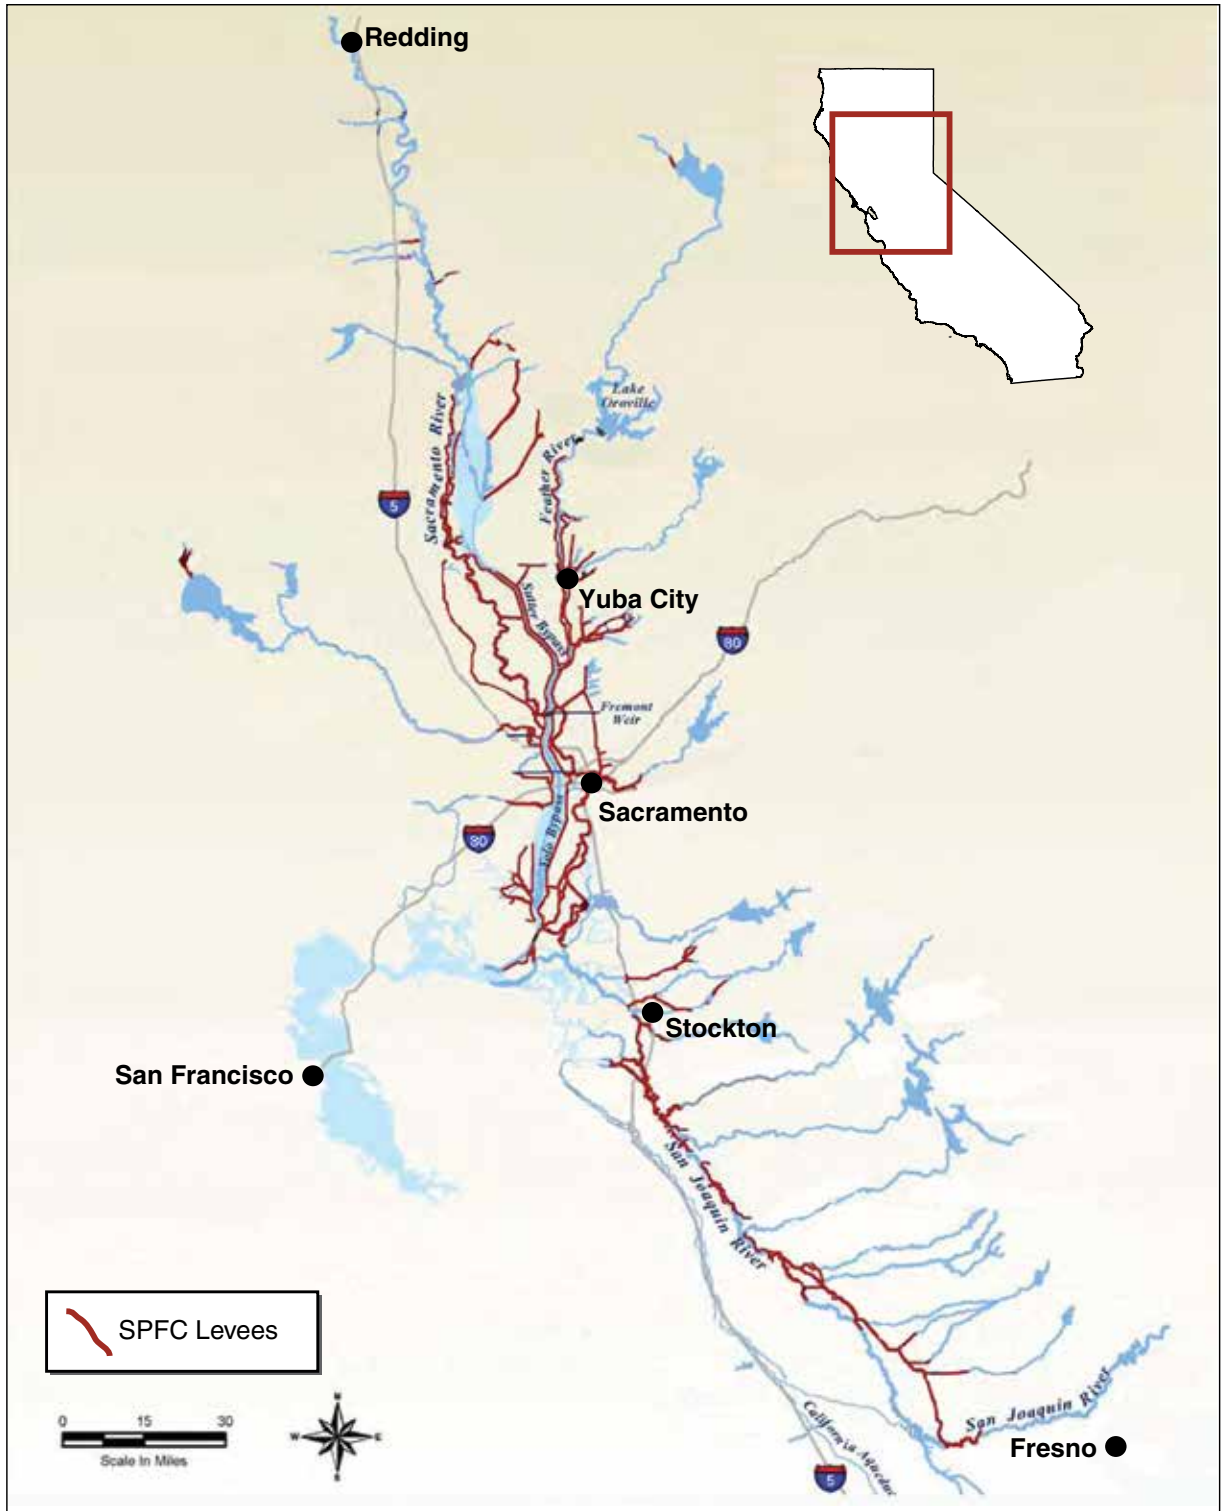 Redding
Lake
Oroville
Sacramento River
Feather River
5
Yuba City
Sutter Bypass
80
Fremont
Weir
Sacramento
80
Yolo Bypass
Stockton
San Francisco
San Joaquin River
SPFC Levees
0 15 30
Scale In Miles
N
W E
S
San Joaquin River
California Aqueduc
Fresno
5